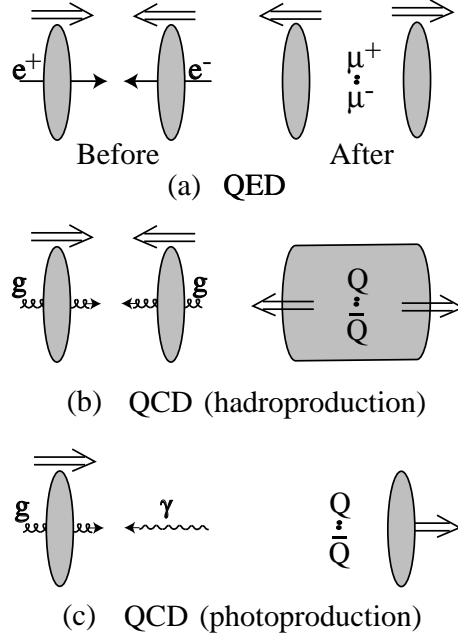 e+ e- μ+
μ-
Before After
(a) QED
g g Q
Q̄
(b) QCD (hadroproduction)
g γ Q
Q̄
(c) QCD (photoproduction)